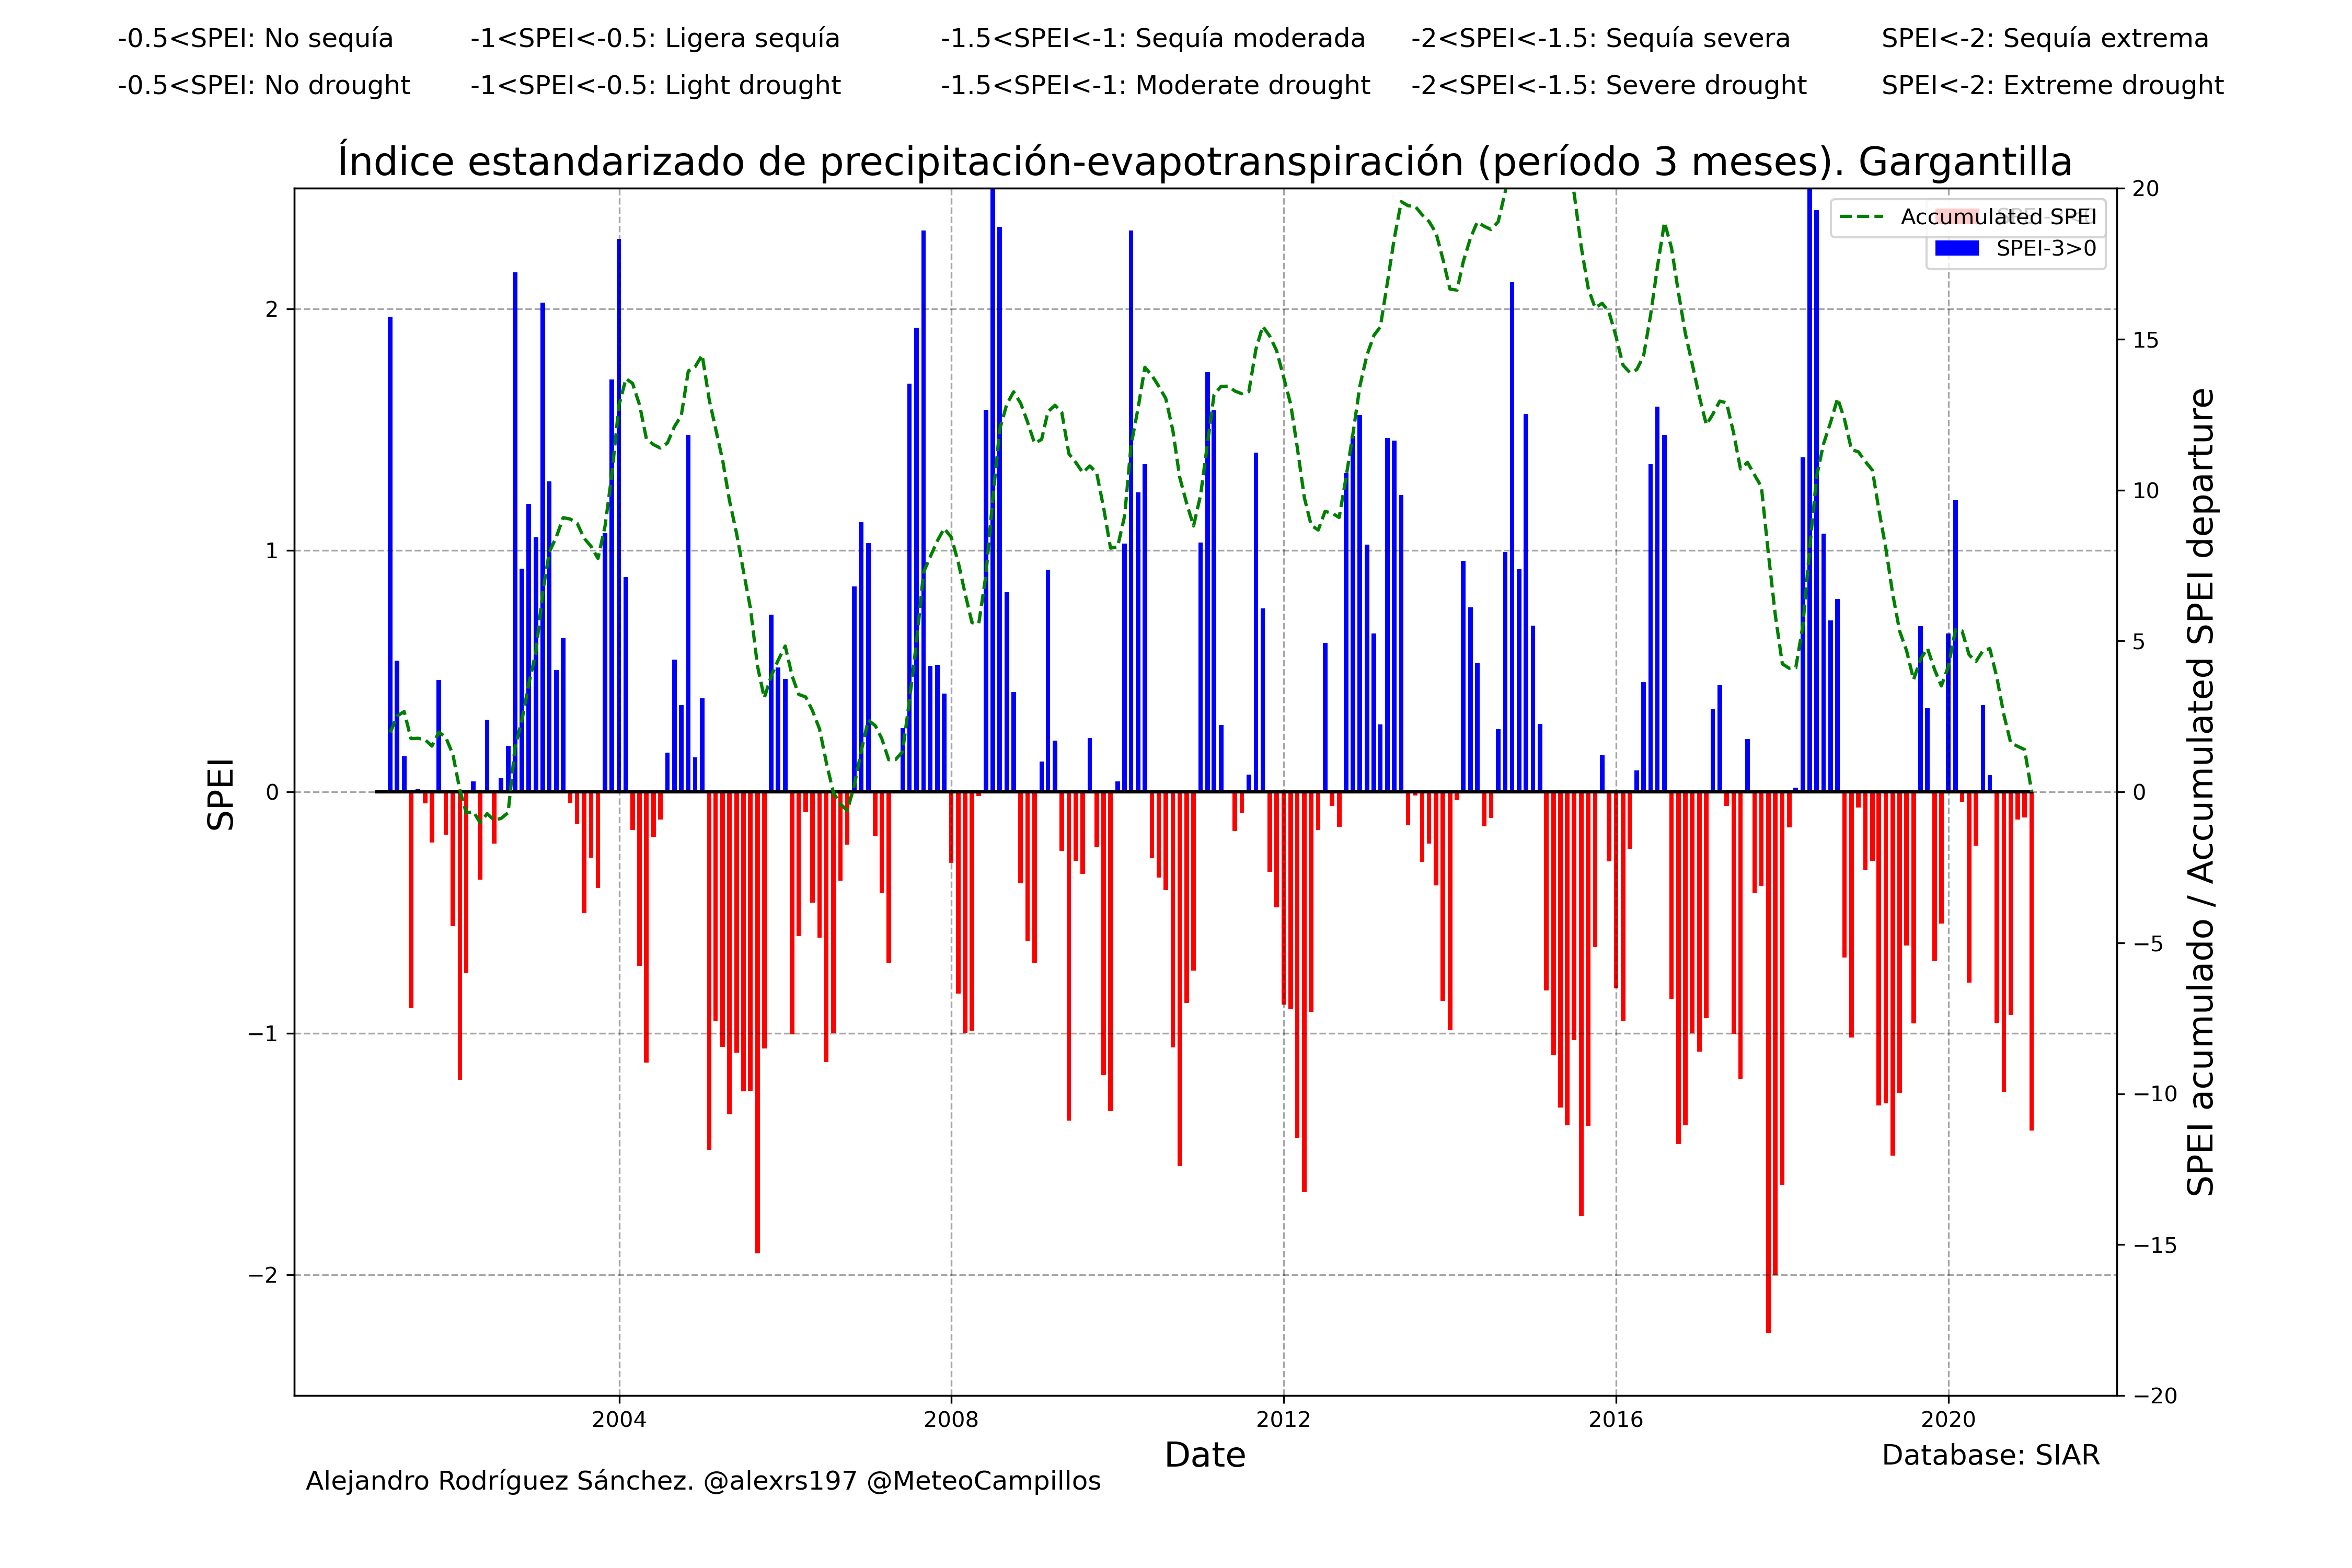 -0.5<SPEI: No sequía -1<SPEI<-0.5: Ligera sequía -1.5<SPEI<-1: Sequía moderada -2<SPEI<-1.5: Sequía severa SPEI<-2: Sequía extrema
-0.5<SPEI: No drought -1<SPEI<-0.5: Light drought -1.5<SPEI<-1: Moderate drought -2<SPEI<-1.5: Severe drought SPEI<-2: Extreme drought
Índice estandarizado de precipitación-evapotranspiración (período 3 meses). Gargantilla
Accumulated SPEI
SPEI-3>0
SPEI
2
1
0
−1
−2
20
15
10
5
0
−5
−10
−15
−20
SPEI acumulado / Accumulated SPEI departure
2004 2008 2012 2016 2020
Date
Database: SIAR
Alejandro Rodríguez Sánchez. @alexrs197 @MeteoCampillos